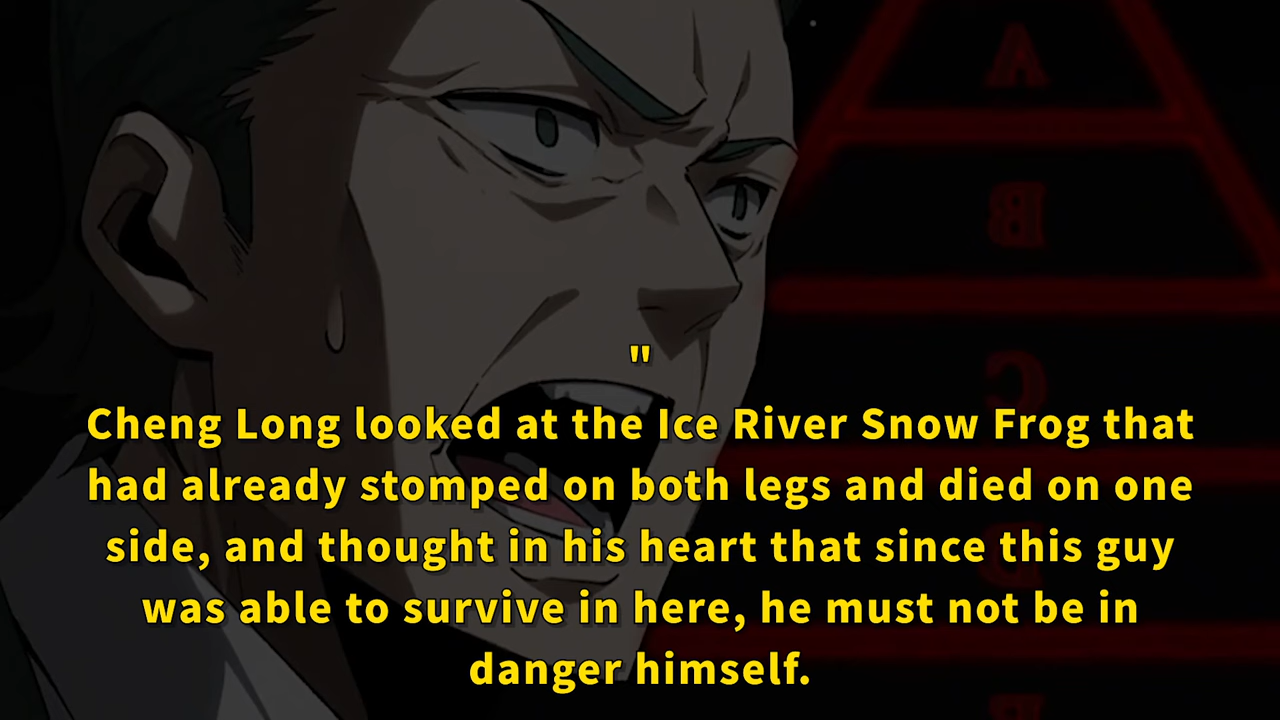 "
Cheng Long looked at the Ice River Snow Frog that
had already stomped on both legs and died on one
side, and thought in his heart that since this guy
was able to survive in here, he must not be in
danger himself.
A
B
C